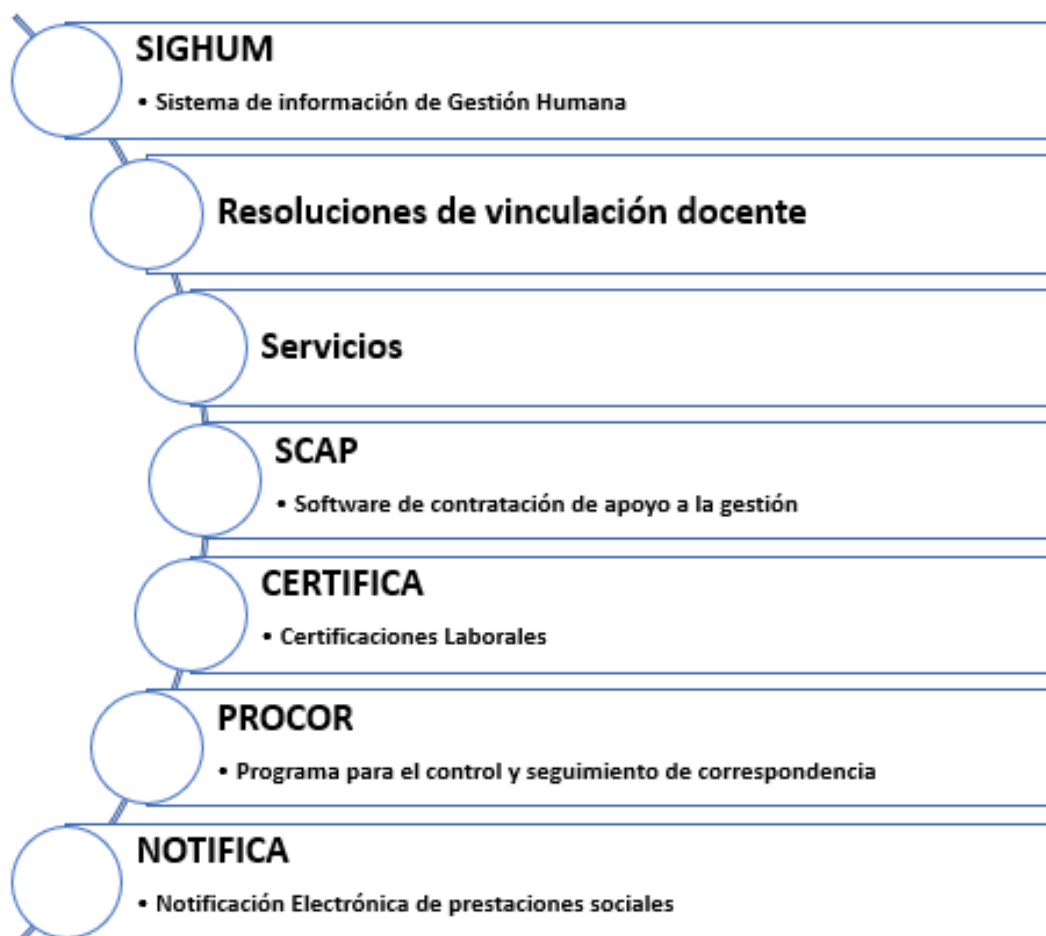 SIGHUM
• Sistema de información de Gestión Humana
Resoluciones de vinculación docente
Servicios
SCAP
• Software de contratación de apoyo a la gestión
CERTIFICA
• Certificaciones Laborales
PROCOR
• Programa para el control y seguimiento de correspondencia
NOTIFICA
• Notificación Electrónica de prestaciones sociales